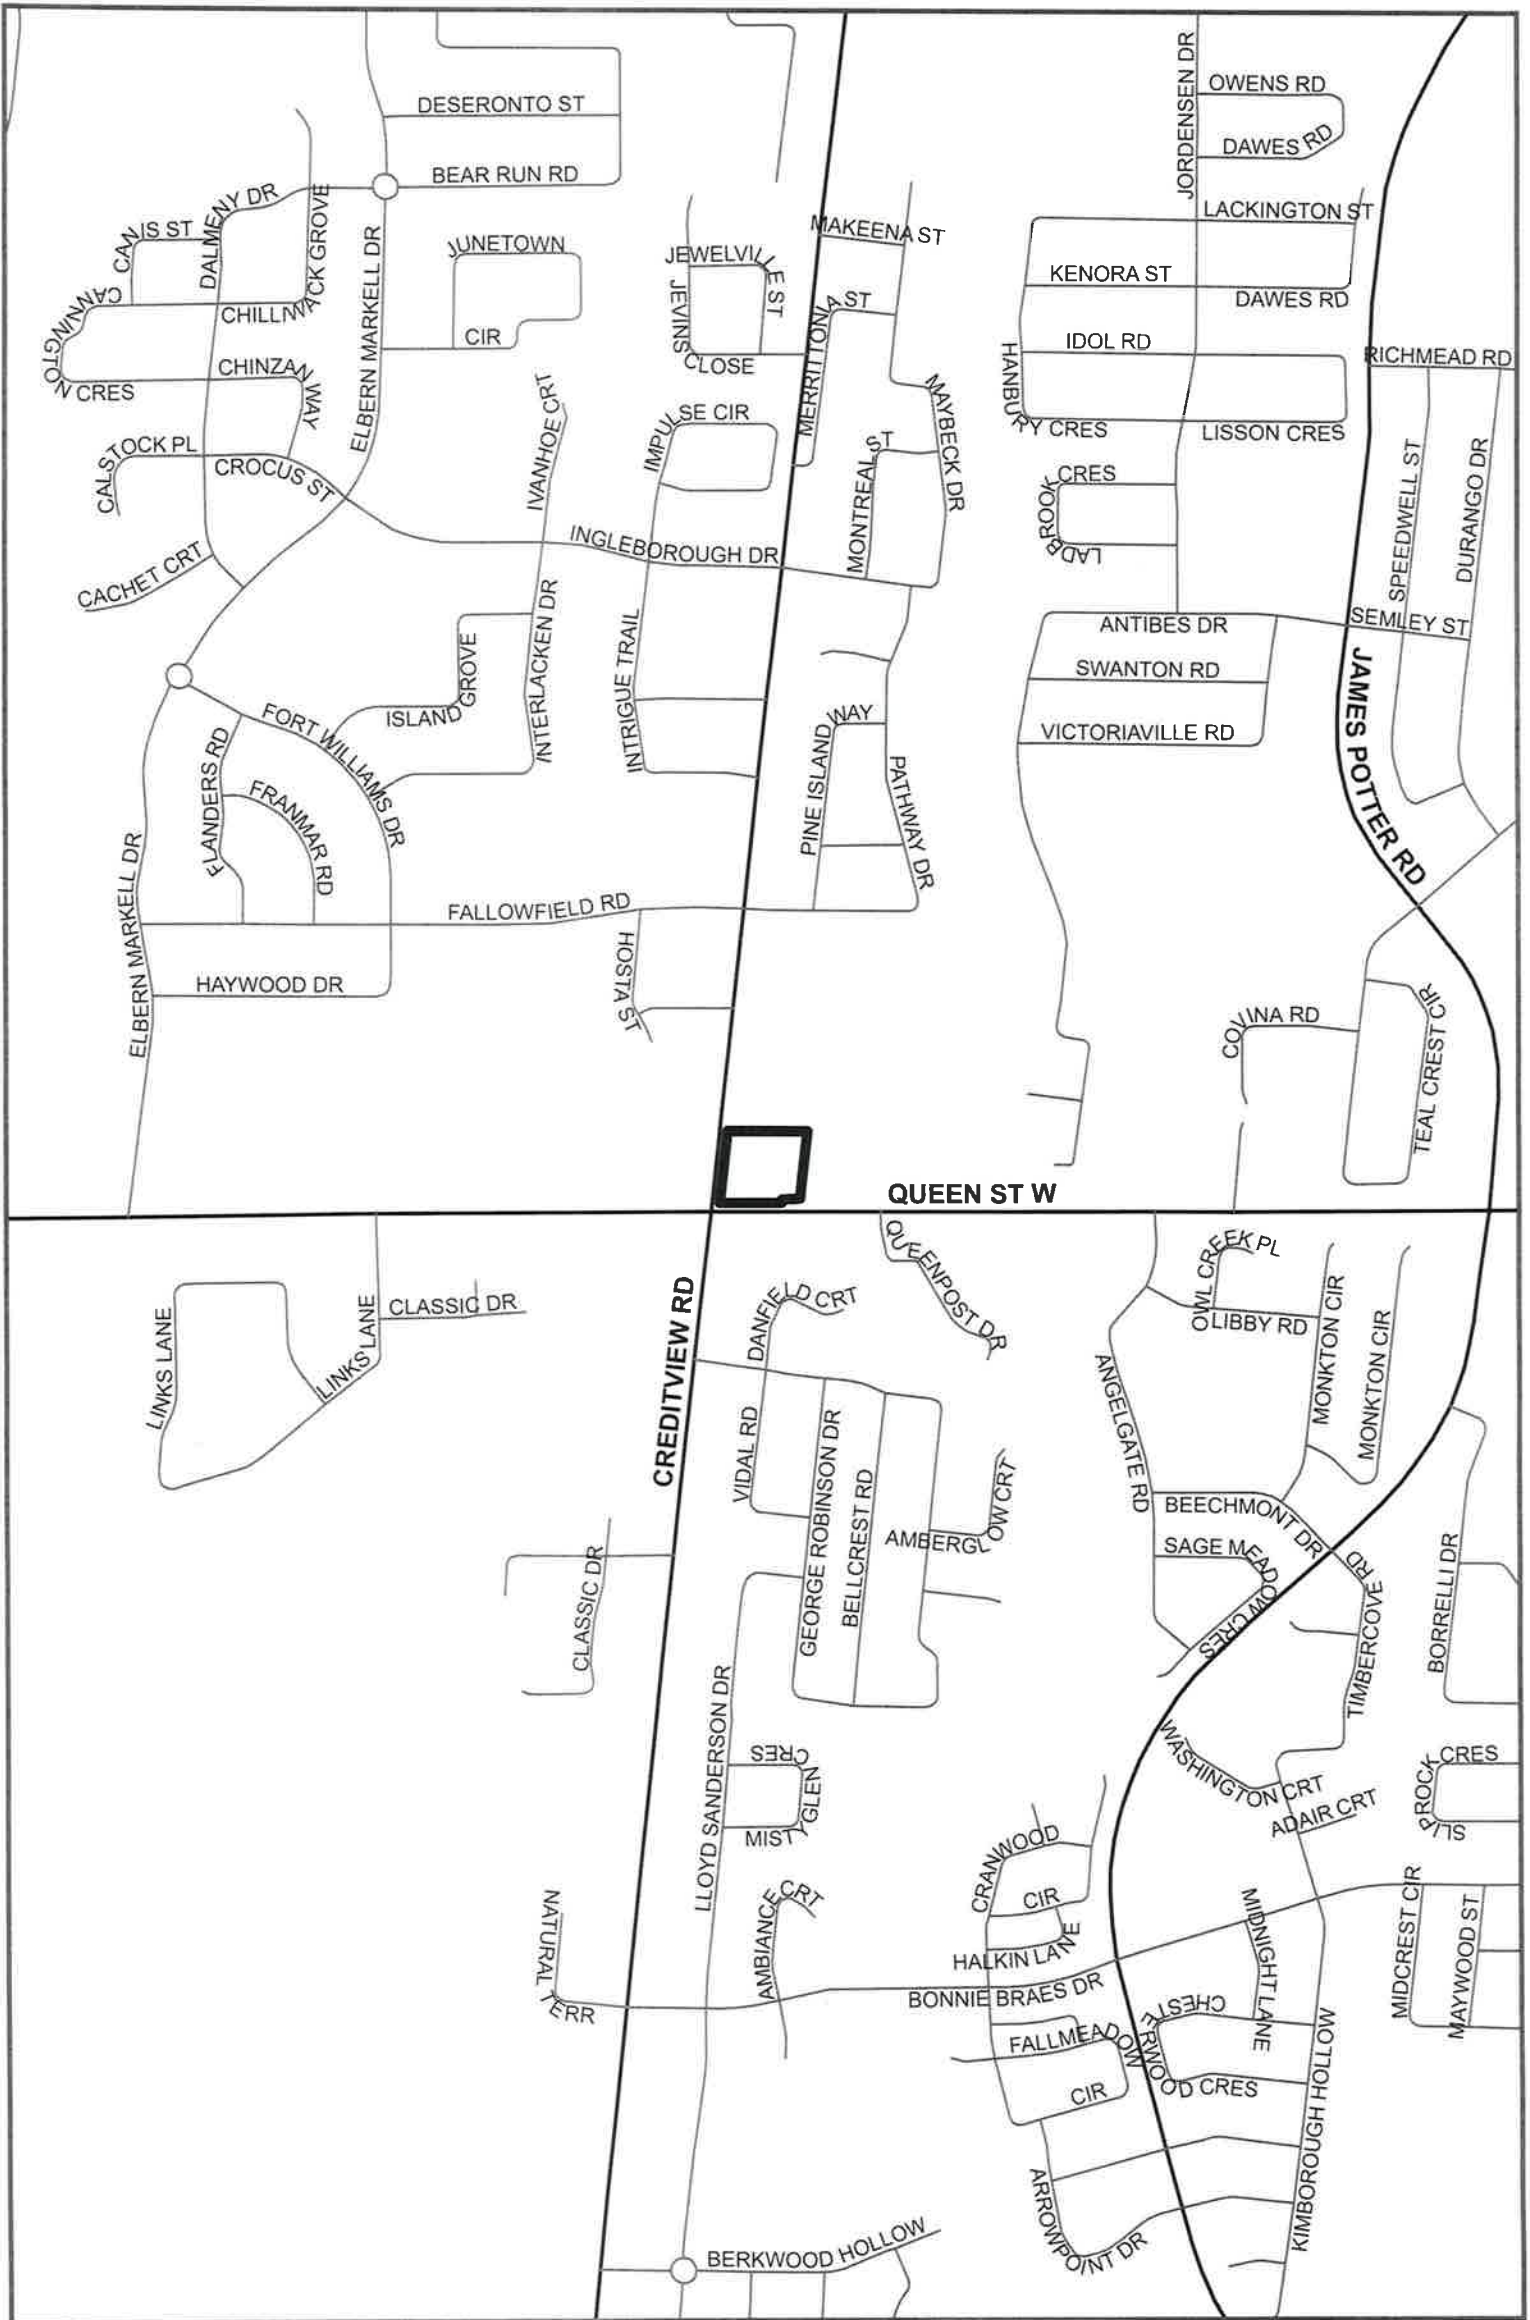 JORDENSEN DR
OWENS RD
DESERONTO ST
DAWES RD
BEAR RUN RD
DALMENY DR
LACKINGTON ST
CANIS ST
CHILLIWACK GROVE
MAKEENA ST
JUNETOWN
CIR
JEWELVILLE ST
KENORA ST
DAWES RD
CANNINGTON CRES
ELBERN MARKELL DR
JEVINS CLOSE
MERRITTONIA ST
IDOL RD
HANBURY CRES
RICHMEAD RD
CHINZAN WAY
IVANHOE CRT
IMPULSE CIR
MAYBECK DR
LISSON CRES
CALSTOCK PL
CROCUS ST
MONTREAL ST
LADBROOK CRES
SPEEDWELL ST
DURANGO DR
INGLEBOROUGH DR
CACHET CRT
ANTIBES DR
SEMLEY ST
ISLAND GROVE
INTERLACKEN DR
INTRIGUE TRAIL
SWANTON RD
JAMES POTTER RD
FORT WILLIAMS DR
FLANDERS RD
PINE ISLAND WAY
VICTORIAVILLE RD
FRANMAR RD
PATHWAY DR
ELBERN MARKELL DR
FALLOWFIELD RD
HOSTA ST
HAYWOOD DR
COVINA RD
TEAL CREST CIR
QUEEN ST W
QUEENPOST DR
OWL CREEK PL
LINKS LANE
LINKS LANE
CLASSIC DR
CREDITVIEW RD
DANFIELD CRT
LIBBY RD
MONKTON CIR
MONKTON CIR
ANGELGATE RD
VIDAL RD
GEORGE ROBINSON DR
BELLCREST RD
AMBERGLOW CRT
BEECHMONT DR
CLASSIC DR
SAGE MEADOW CRES
TIMBERCOVE RD
BORRELLI DR
LLOYD SANDERSON DR
MISTYGLEN CRES
WASHINGTON CRT
ADAIR CRT
SLIPROCK CRES
CRANWOOD CIR
NATURAL TERR
AMBIANCE CRT
HALKIN LANE
MIDNIGHT LANE
MIDCREST CIR
MAYWOOD ST
BONNIE BRAES DR
FALLMEADOW CIR
CHESTERWOOD CRES
KIMBOROUGH HOLLOW
ARROWPOINT DR
BERKWOOD HOLLOW